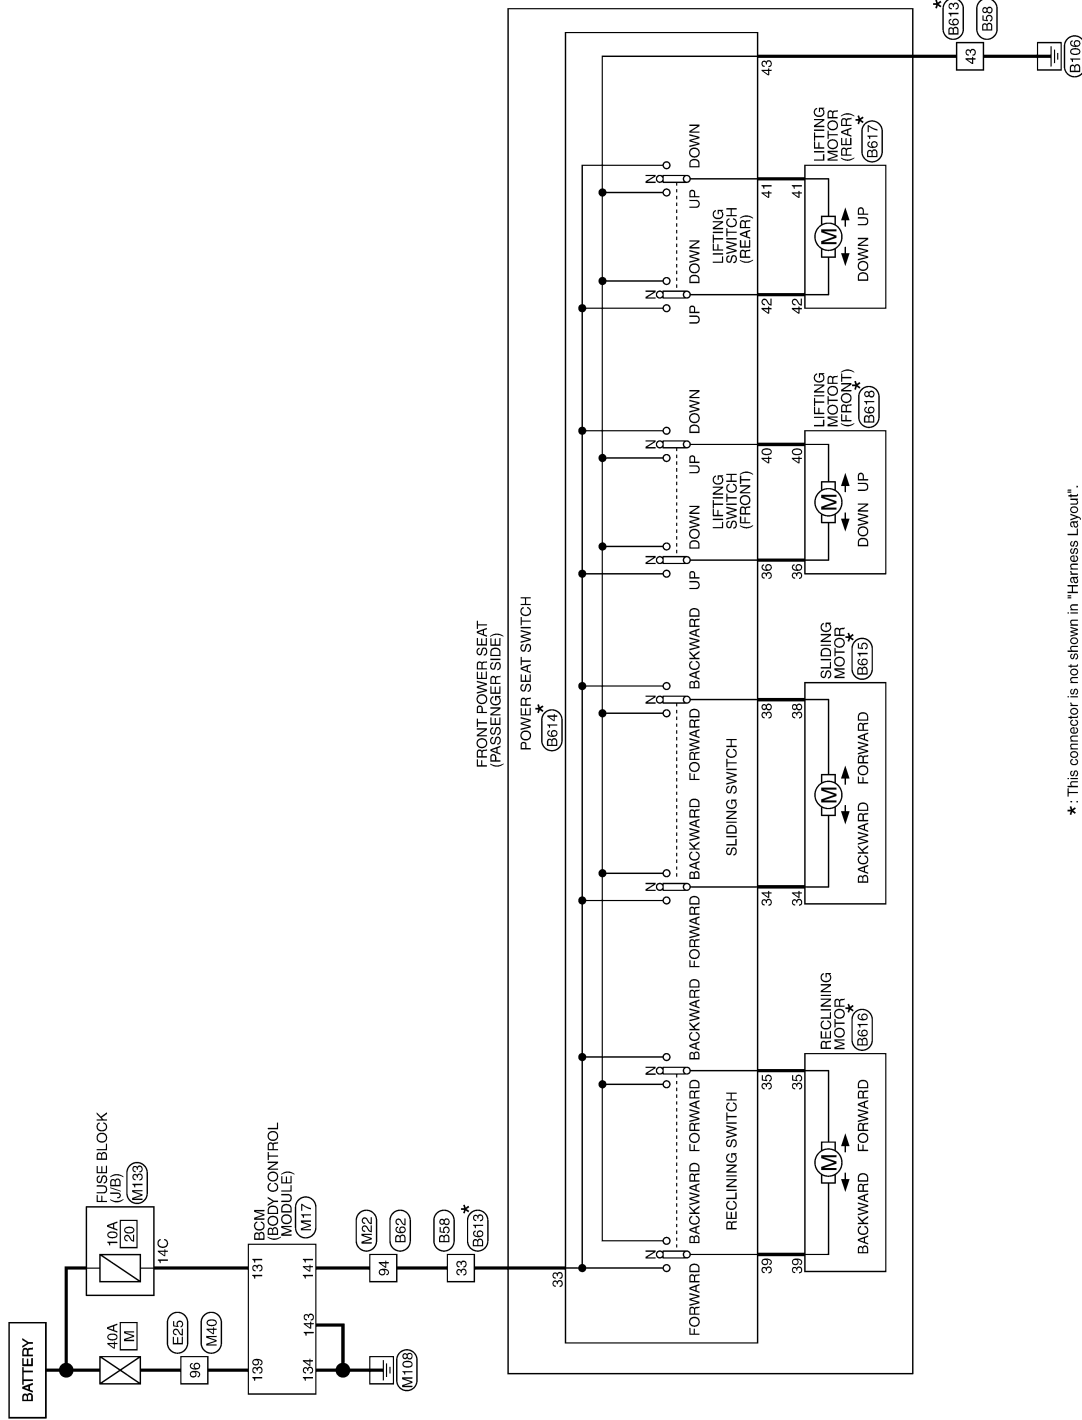 BATTERY
40A
M
E25
96
M40
10A
20
FUSE BLOCK
(J/B)
M133
14C
139
131
BCM
(BODY CONTROL
MODULE)
M17
134
143
141
M108
M22
94
B62
B58
33
B613
*
33
FRONT POWER SEAT
(PASSENGER SIDE)
POWER SEAT SWITCH
*
B614
N
FORWARD
BACKWARD
N
FORWARD
BACKWARD
RECLINING SWITCH
N
FORWARD
BACKWARD
N
FORWARD
BACKWARD
SLIDING SWITCH
N
UP
DOWN
N
UP
DOWN
LIFTING
SWITCH
(FRONT)
N
UP
DOWN
N
UP
DOWN
LIFTING
SWITCH
(REAR)
39
35
34
38
36
40
42
41
43
39
35
34
38
36
40
42
41
M
BACKWARD
FORWARD
RECLINING
MOTOR
*
B616
M
BACKWARD
FORWARD
SLIDING
MOTOR
*
B615
M
DOWN
UP
LIFTING
MOTOR
(FRONT)
*
B618
M
DOWN
UP
LIFTING
MOTOR
(REAR)
*
B617
*
B613
43
B58
B106
*: This connector is not shown in "Harness Layout".